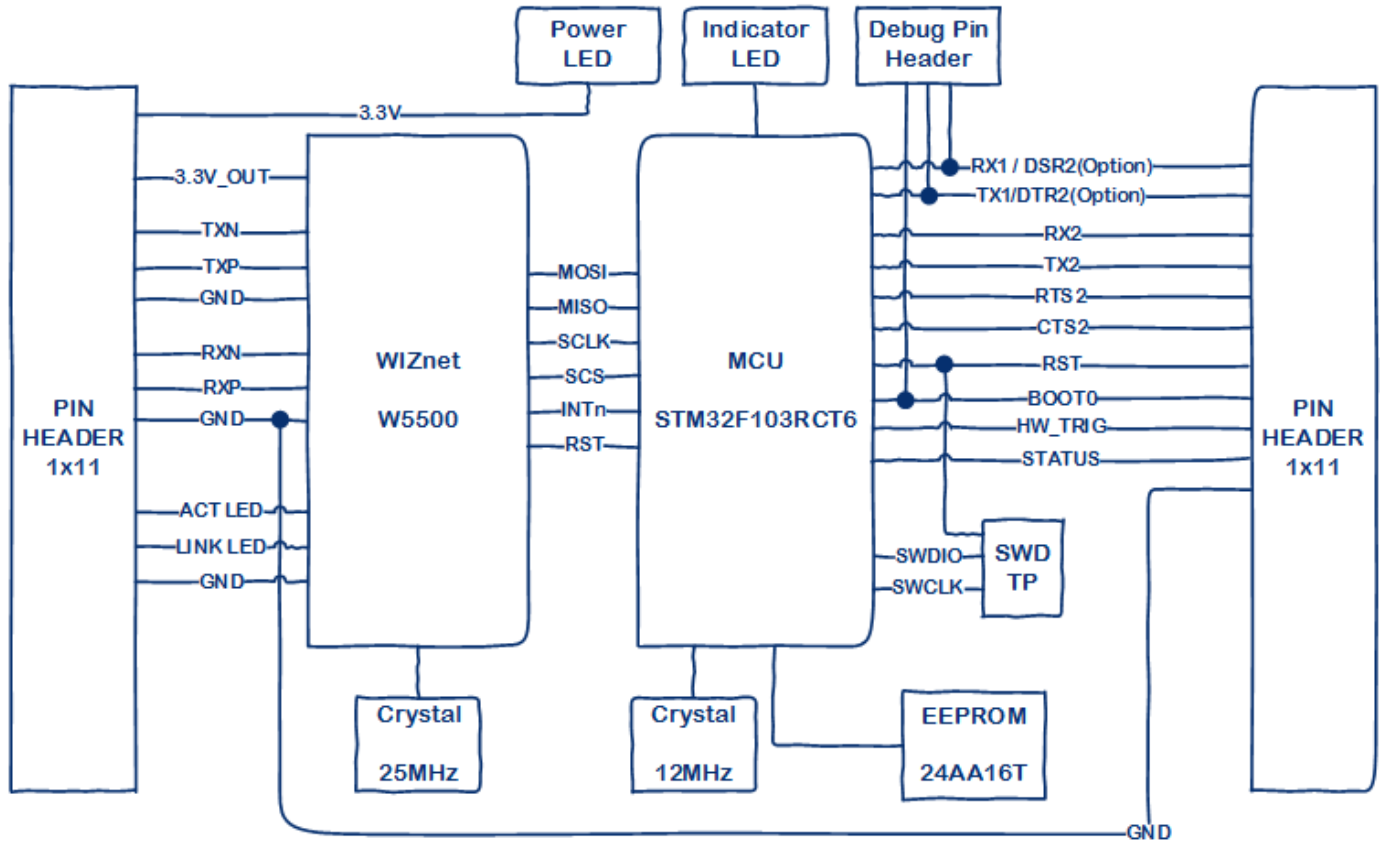 Power
LED
Indicator
LED
Debug Pin
Header
3.3V
3.3V_OUT
TXN
TXP
GND
RXN
RXP
GND
ACT LED
LINK LED
GND
PIN
HEADER
1x11
WIZnet
W5500
MOSI
MISO
SCLK
SCS
INTn
RST
MCU
STM32F103RCT6
RX1 / DSR2(Option)
TX1/DTR2(Option)
RX2
TX2
RTS2
CTS2
RST
BOOT0
HW_TRIG
STATUS
SWDIO
SWCLK
SWD
TP
PIN
HEADER
1x11
Crystal
25MHz
Crystal
12MHz
EEPROM
24AA16T
GND